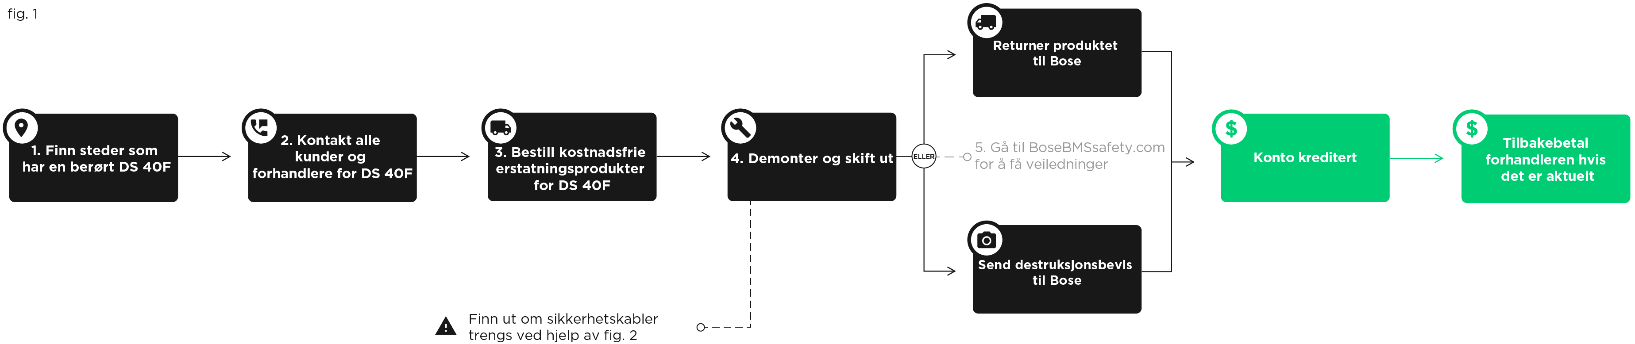 fig. 1
1. Finn steder som
har en berørt DS 40F
2. Kontakt alle
kunder og
forhandlere for DS 40F
3. Bestill kostnadsfrie
erstatningsprodukter
for DS 40F
4. Demonter og skift ut
Finn ut om sikkerhetskabler
trengs ved hjelp av fig. 2
ELLER
Returner produktet
til Bose
5. Gå til BoseBMSsafety.com
for å få veiledninger
Send destruksjonsbevis
til Bose
$
Konto kreditert
$
Tilbakebetal
forhandleren hvis
det er aktuelt